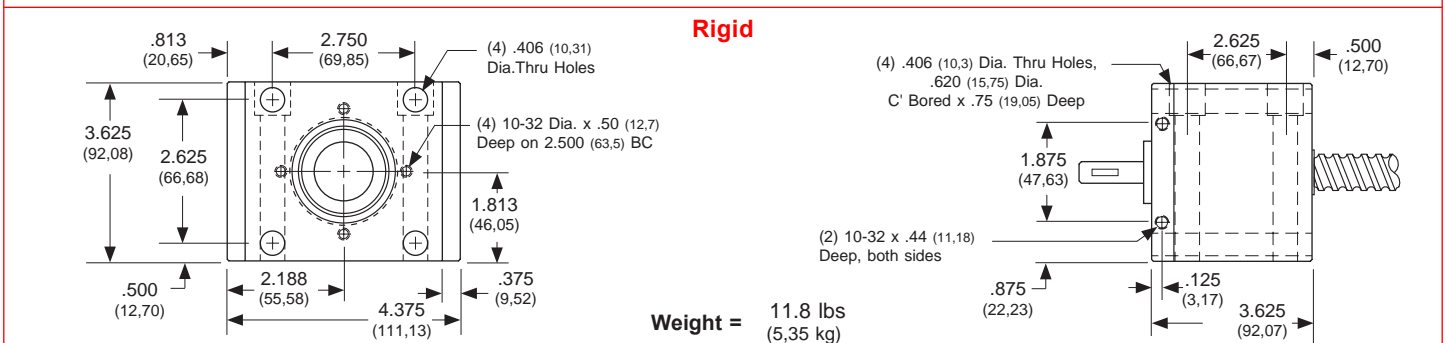 Rigid
.813
(20,65)
2.750
(69,85)
(4) .406 (10,31)
Dia.Thru Holes
3.625
(92,08)
2.625
(66,68)
(4) 10-32 Dia. x .50 (12,7)
Deep on 2.500 (63,5) BC
1.813
(46,05)
.500
(12,70)
2.188
(55,58)
.375
(9,52)
4.375
(111,13)
Weight = 11.8 lbs
(5,35 kg)
2.625
(66,67)
.500
(12,70)
(4) .406 (10,3) Dia. Thru Holes,
.620 (15,75) Dia.
C' Bored x .75 (19,05) Deep
1.875
(47,63)
(2) 10-32 x .44 (11,18)
Deep, both sides
.875
(22,23)
.125
(3,17)
3.625
(92,07)